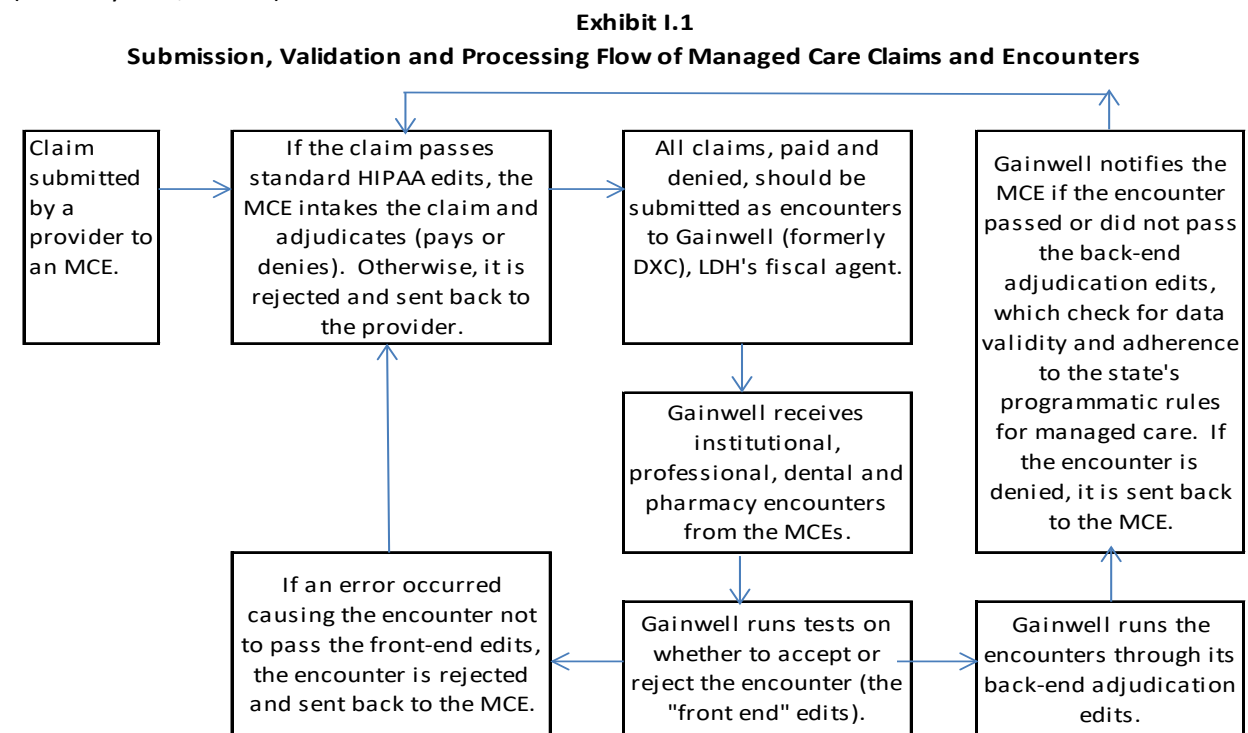 Exhibit I.1
Submission, Validation and Processing Flow of Managed Care Claims and Encounters
Claim
submitted
by a
provider to
an MCE.
If the claim passes
standard HIPAA edits, the
MCE intakes the claim and
adjudicates (pays or
denies). Otherwise, it is
rejected and sent back to
the provider.
All claims, paid and
denied, should be
submitted as encounters
to Gainwell (formerly
DXC), LDH's fiscal agent.
Gainwell notifies the
MCE if the encounter
passed or did not pass
the back-end
adjudication edits,
which check for data
validity and adherence
to the state's
programmatic rules
for managed care. If
the encounter is
denied, it is sent back
to the MCE.
Gainwell receives
institutional,
professional, dental and
pharmacy encounters
from the MCEs.
If an error occurred
causing the encounter not
to pass the front-end edits,
the encounter is rejected
and sent back to the MCE.
Gainwell runs tests on
whether to accept or
reject the encounter (the
"front end" edits).
Gainwell runs the
encounters through its
back-end adjudication
edits.